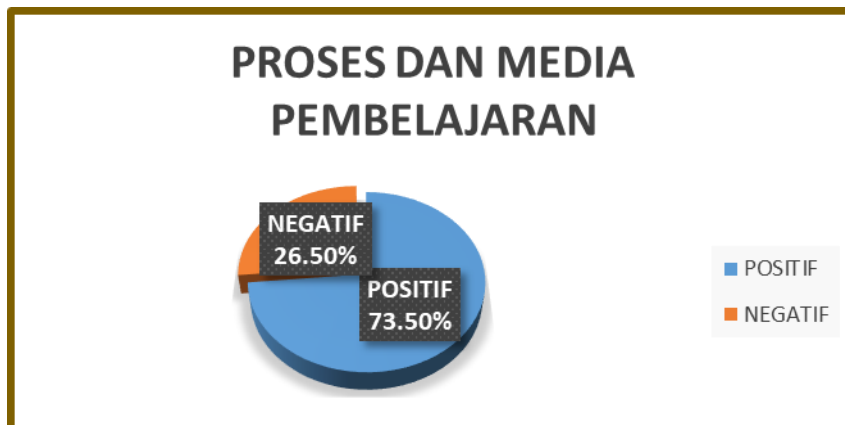 PROSES DAN MEDIA
PEMBELAJARAN
NEGATIF
26.50%
POSITIF
73.50%
POSITIF
NEGATIF